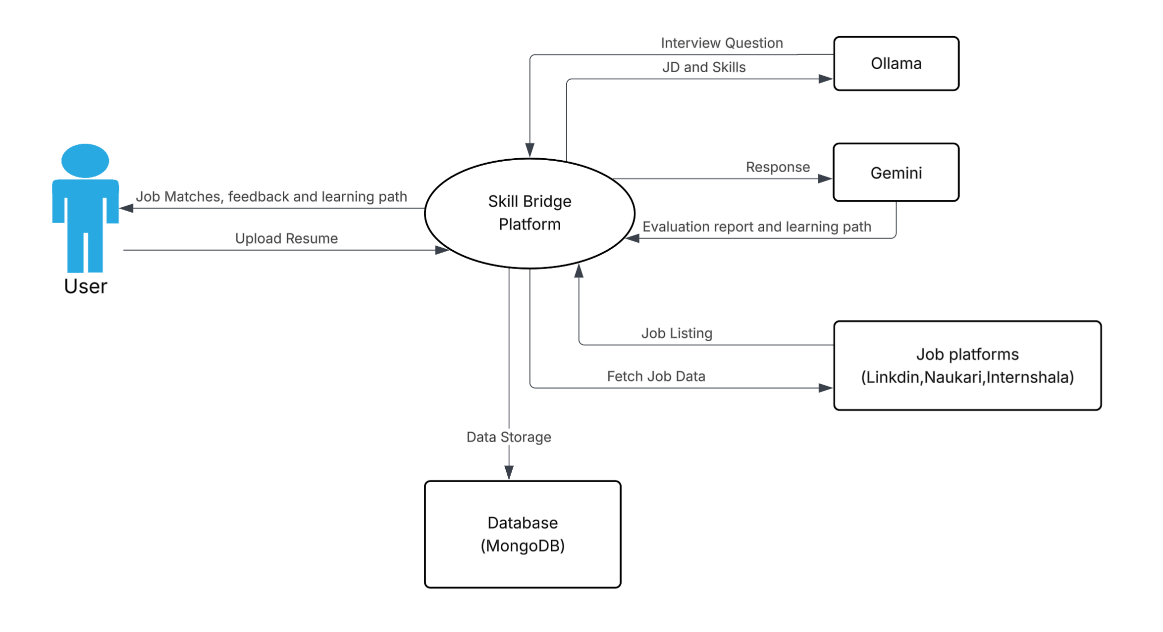 Interview Question
JD and Skills
Ollama
Response
Gemini
Skill Bridge
Platform
Job Matches, feedback and learning path
Evaluation report and learning path
Upload Resume
User
Job Listing
Job platforms
(Linkdin,Naukari,Internshala)
Fetch Job Data
Data Storage
Database
(MongoDB)